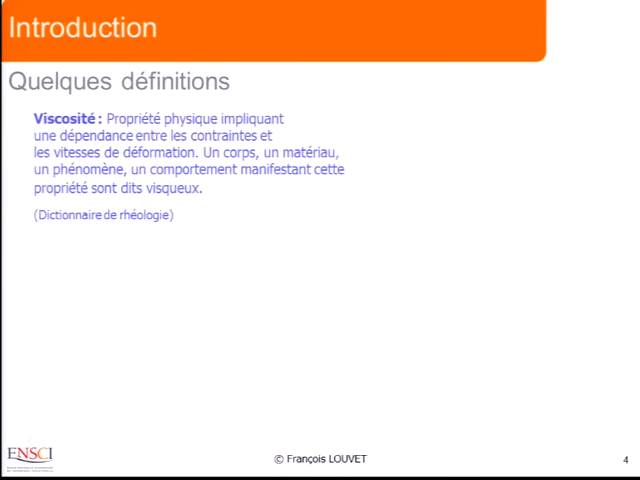 Introduction
Quelques définitions
Viscosité : Propriété physique impliquant
une dépendance entre les contraintes et
les vitesses de déformation. Un corps, un matériau,
un phénomène, un comportement manifestant cette
propriété sont dits visqueux.
(Dictionnaire de rhéologie)
ENSCI
© François LOUVET
4